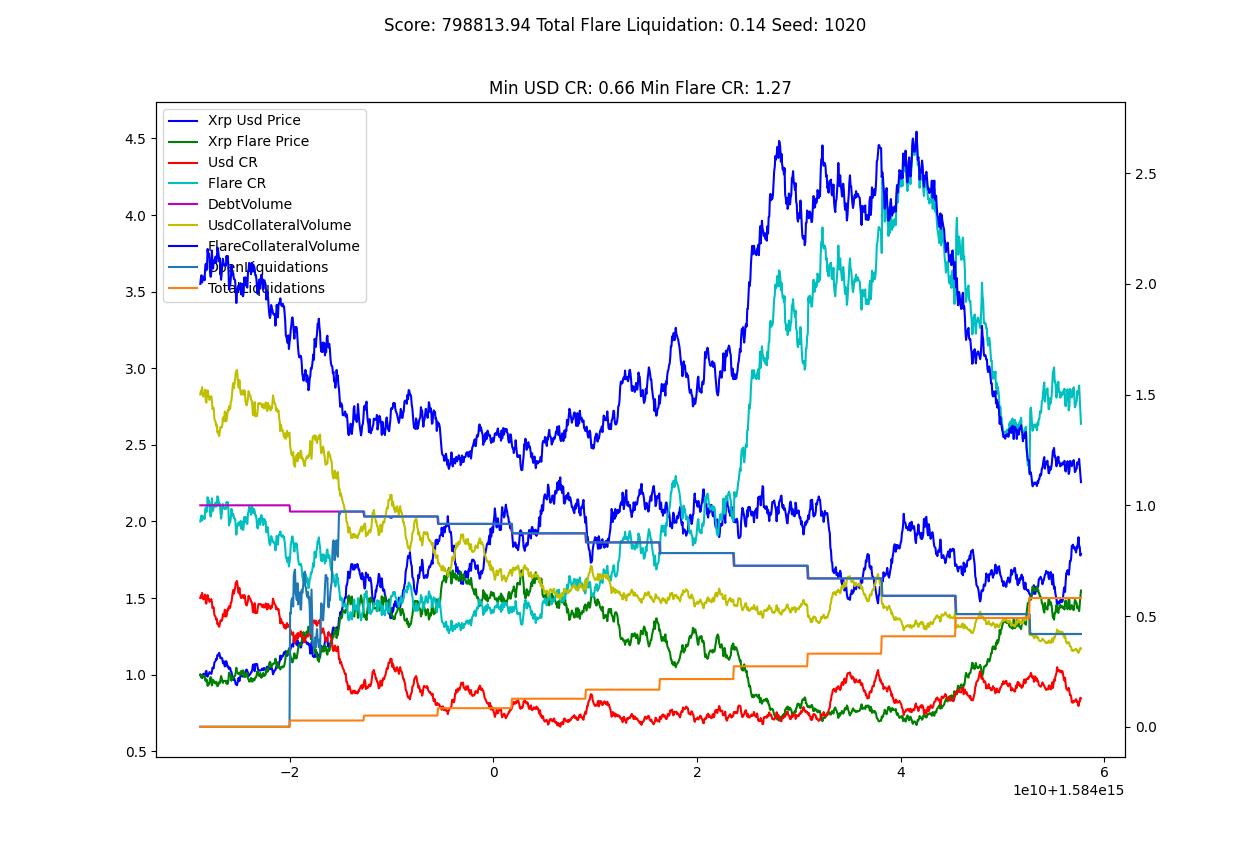 Score: 798813.94 Total Flare Liquidation: 0.14 Seed: 1020
Min USD CR: 0.66 Min Flare CR: 1.27
Xrp Usd Price
Xrp Flare Price
Usd CR
Flare CR
DebtVolume
UsdCollateralVolume
FlareCollateralVolume
OpenLiquidations
TotalLiquidations
4.5
4.0
3.5
3.0
2.5
2.0
1.5
1.0
0.5
2.5
2.0
1.5
1.0
0.5
0.0
−2 0 2 4 6
1e10+1.584e15